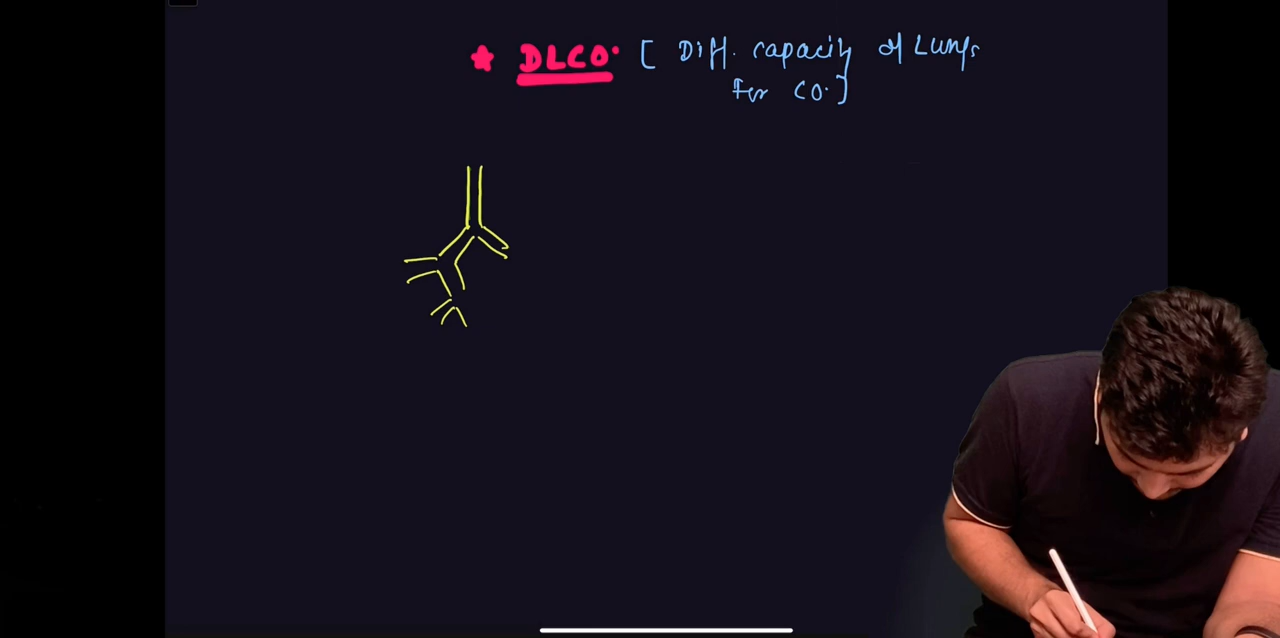 ★ DLCO. [ Diff. capacity of Lungs
for CO.]